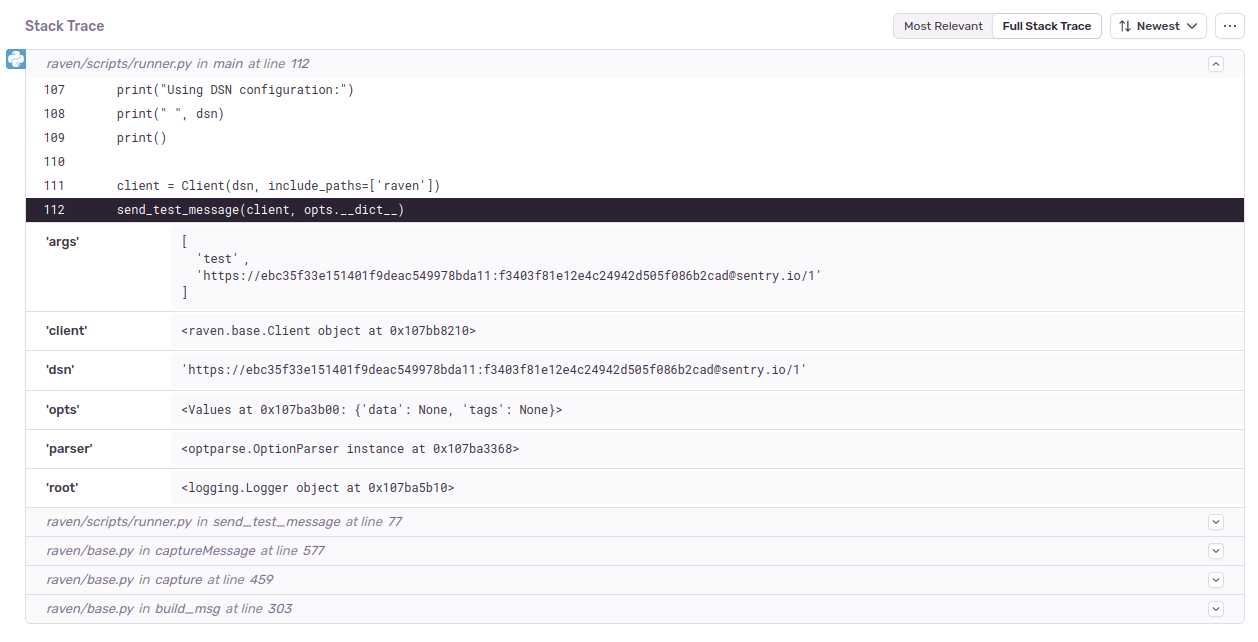 Stack Trace
Most Relevant Full Stack Trace Newest
raven/scripts/runner.py in main at line 112
107 print("Using DSN configuration:")
108 print(" ", dsn)
109 print()
110
111 client = Client(dsn, include_paths=['raven'])
112 send_test_message(client, opts.__dict__)
'args' [
'test' ,
'https://ebc35f33e151401f9deac549978bda11:f3403f81e12e4c24942d505f086b2cad@sentry.io/1'
]
'client' <raven.base.Client object at 0x107bb8210>
'dsn' 'https://ebc35f33e151401f9deac549978bda11:f3403f81e12e4c24942d505f086b2cad@sentry.io/1'
'opts' <Values at 0x107ba3b00: {'data': None, 'tags': None}>
'parser' <optparse.OptionParser instance at 0x107ba3368>
'root' <logging.Logger object at 0x107ba5b10>
raven/scripts/runner.py in send_test_message at line 77
raven/base.py in captureMessage at line 577
raven/base.py in capture at line 459
raven/base.py in build_msg at line 303